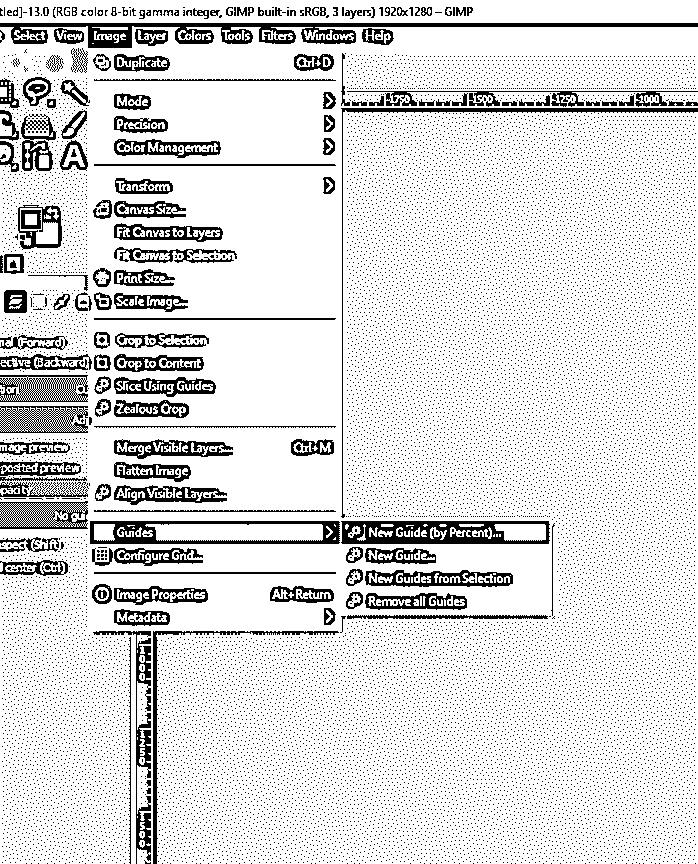 tled]-13.0 (RGB color 8-bit gamma integer, GIMP built-in sRGB, 3 layers) 1920x1280 – GIMP
Select View Image Layer Colors Tools Filters Windows Help
Duplicate Ctrl+D
-1750 -1500 -1250 -1000
Mode
Precision
Color Management
Transform
Canvas Size...
Fit Canvas to Layers
Fit Canvas to Selection
Print Size...
Scale Image...
nal (Forward)
Crop to Selection
ective (Backward)
Crop to Content
Slice Using Guides
Zealous Crop
Merge Visible Layers... Ctrl+M
mage preview
Flatten Image
posited preview
Align Visible Layers...
pacity
No gui
Guides
New Guide (by Percent)...
spect (Shift)
Configure Grid...
New Guide...
center (Ctrl)
New Guides from Selection
Image Properties Alt+Return
Remove all Guides
Metadata